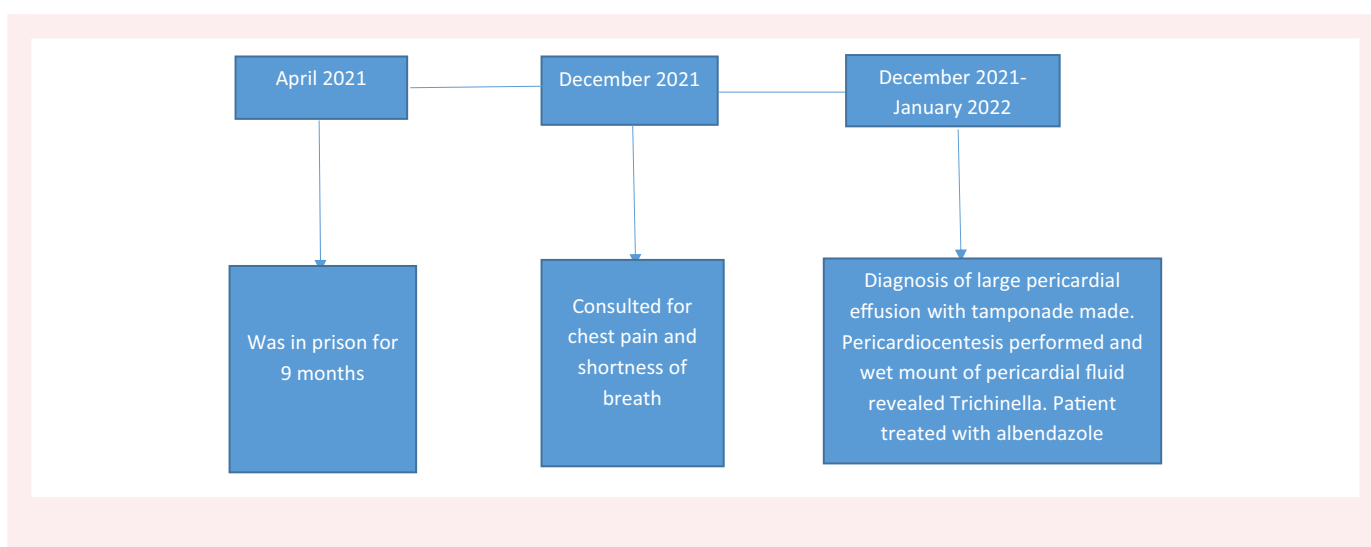 April 2021
December 2021
December 2021-
January 2022
Was in prison for
9 months
Consulted for
chest pain and
shortness of
breath
Diagnosis of large pericardial
effusion with tamponade made.
Pericardiocentesis performed and
wet mount of pericardial fluid
revealed Trichinella. Patient
treated with albendazole